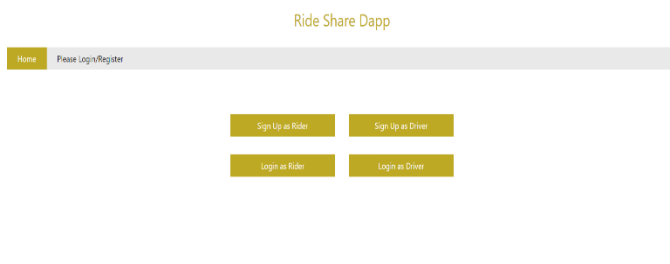 Ride Share Dapp
Home Please Login/Register
Sign Up as Rider Sign Up as Driver
Login as Rider Login as Driver